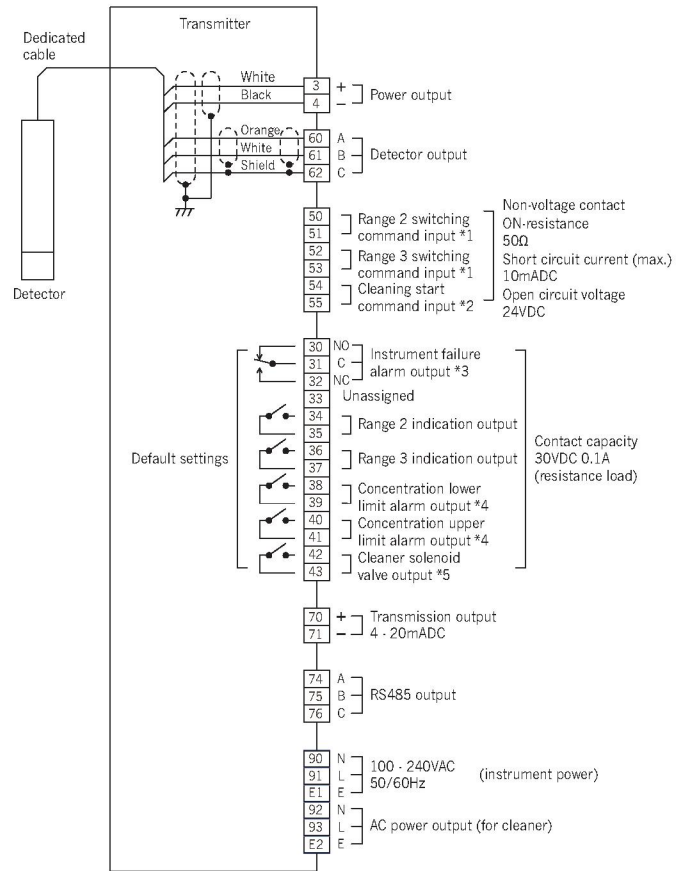 Transmitter
Dedicated
cable
White
Black
3 +
4 −
Power output
Orange
White
Shield
60 A
61 B
62 C
Detector output
Detector
50
51
Range 2 switching
command input *1
52
53
Range 3 switching
command input *1
54
55
Cleaning start
command input *2
Non-voltage contact
ON-resistance
50Ω
Short circuit current (max.)
10mADC
Open circuit voltage
24VDC
Default settings
30 NO
31 C
32 NC
Instrument failure
alarm output *3
33 Unassigned
34
35
Range 2 indication output
36
37
Range 3 indication output
38
39
Concentration lower
limit alarm output *4
40
41
Concentration upper
limit alarm output *4
42
43
Cleaner solenoid
valve output *5
Contact capacity
30VDC 0.1A
(resistance load)
70 +
71 −
Transmission output
4 - 20mADC
74 A
75 B
76 C
RS485 output
90 N
91 L
E1 E
100 - 240VAC
50/60Hz
(instrument power)
92 N
93 L
E2 E
AC power output (for cleaner)